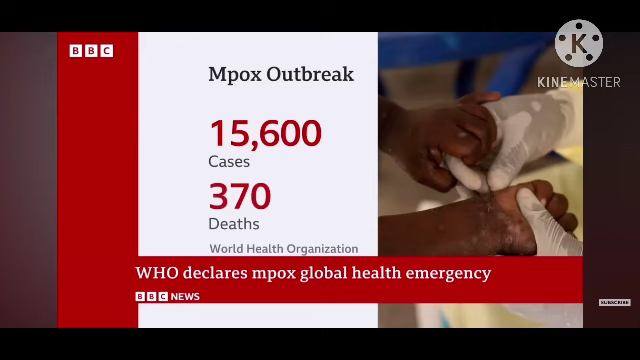 BBC
Mpox Outbreak
15,600
Cases
370
Deaths
World Health Organization
WHO declares mpox global health emergency
BBC NEWS
K
KINEMASTER
SUBSCRIBE